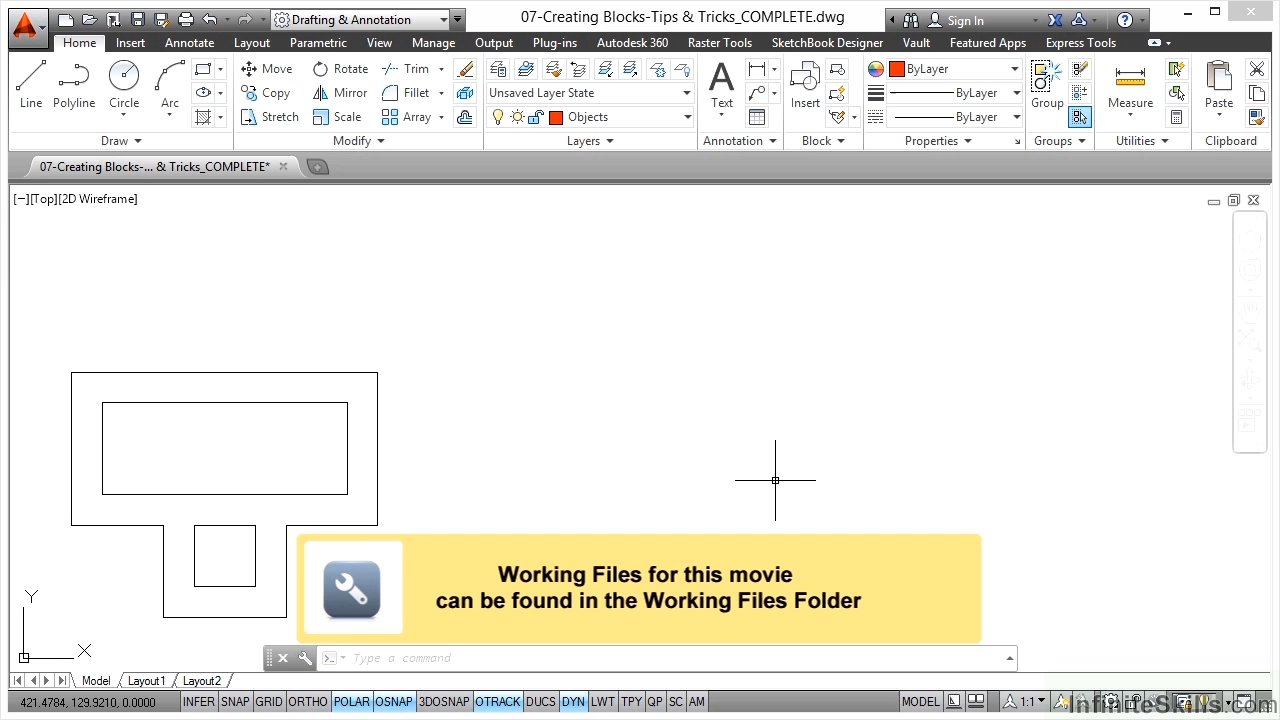 Drafting & Annotation
07-Creating Blocks-Tips & Tricks_COMPLETE.dwg
Sign In
Home Insert Annotate Layout Parametric View Manage Output Plug-ins Autodesk 360 Raster Tools SketchBook Designer Vault Featured Apps Express Tools
Line Polyline Circle Arc
Move Rotate Trim
Copy Mirror Fillet
Stretch Scale Array
Unsaved Layer State
Objects
Text
Insert
ByLayer
ByLayer
ByLayer
Group
Measure
Paste
Draw Modify Layers Annotation Block Properties Groups Utilities Clipboard
07-Creating Blocks-... & Tricks_COMPLETE*
[−][Top][2D Wireframe]
Working Files for this movie
can be found in the Working Files Folder
Y
X
Type a command
Model Layout1 Layout2
421.4784, 129.9210, 0.0000 INFER SNAP GRID ORTHO POLAR OSNAP 3DOSNAP OTRACK DUCS DYN LWT TPY QP SC AM MODEL 1:1
InfiniteSkills.com